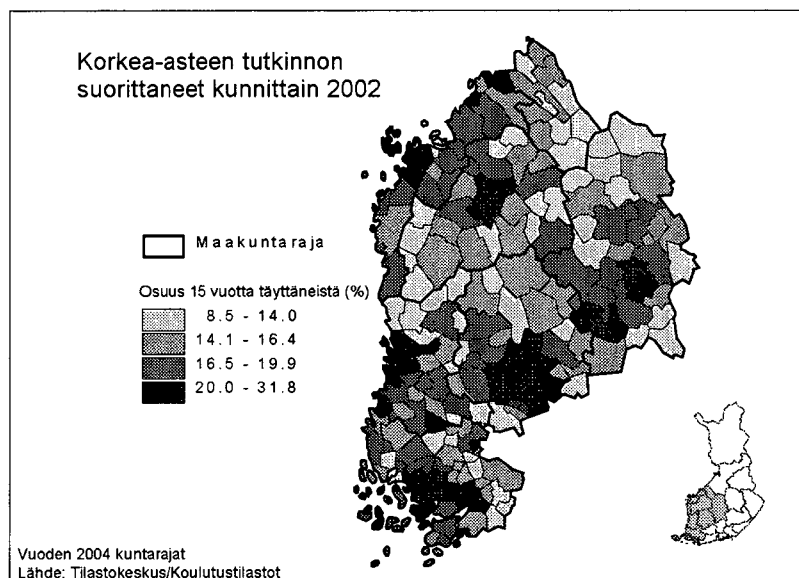 Korkea-asteen tutkinnon
suorittaneet kunnittain 2002
Maakuntaraja
Osuus 15 vuotta täyttäneistä (%)
8.5 - 14.0
14.1 - 16.4
16.5 - 19.9
20.0 - 31.8
Vuoden 2004 kuntarajat
Lähde: Tilastokeskus/Koulutustilastot